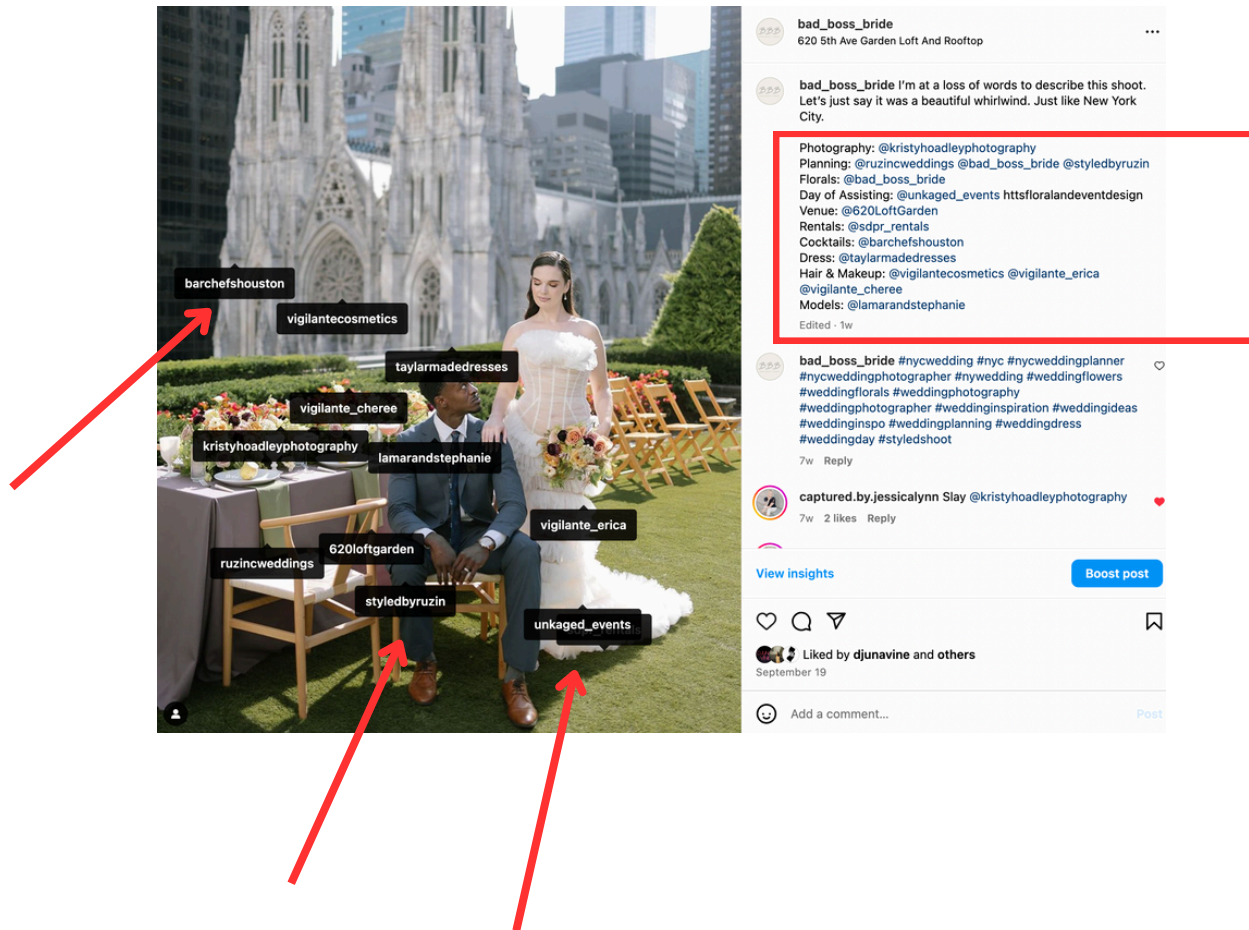 bad_boss_bride
620 5th Ave Garden Loft And Rooftop
bad_boss_bride I'm at a loss of words to describe this shoot.
Let's just say it was a beautiful whirlwind. Just like New York
City.
Photography: @kristyhoadleyphotography
Planning: @ruzincweddings @bad_boss_bride @styledbyruzin
Florals: @bad_boss_bride
Day of Assisting: @unkaged_events httsfloralandeventdesign
Venue: @620LoftGarden
Rentals: @sdpr_rentals
Cocktails: @barchefshouston
Dress: @taylarmadedresses
Hair & Makeup: @vigilantecosmetics @vigilante_erica
@vigilante_cheree
Models: @lamarandstephanie
Edited · 1w
bad_boss_bride #nycwedding #nyc #nycweddingplanner
#nycweddingphotographer #nywedding #weddingflowers
#weddingflorals #weddingphotography
#weddingphotographer #weddinginspiration #weddingideas
#weddinginspo #weddingplanning #weddingdress
#weddingday #styledshoot
7w Reply
captured.by.jessicalynn Slay @kristyhoadleyphotography
7w 2 likes Reply
View insights
Boost post
Liked by djunavine and others
September 19
Add a comment...
Post
barchefshouston
vigilantecosmetics
taylarmadedresses
vigilante_cheree
kristyhoadleyphotography
lamarandstephanie
vigilante_erica
620loftgarden
ruzincweddings
styledbyruzin
unkaged_events
sdpr_rentals